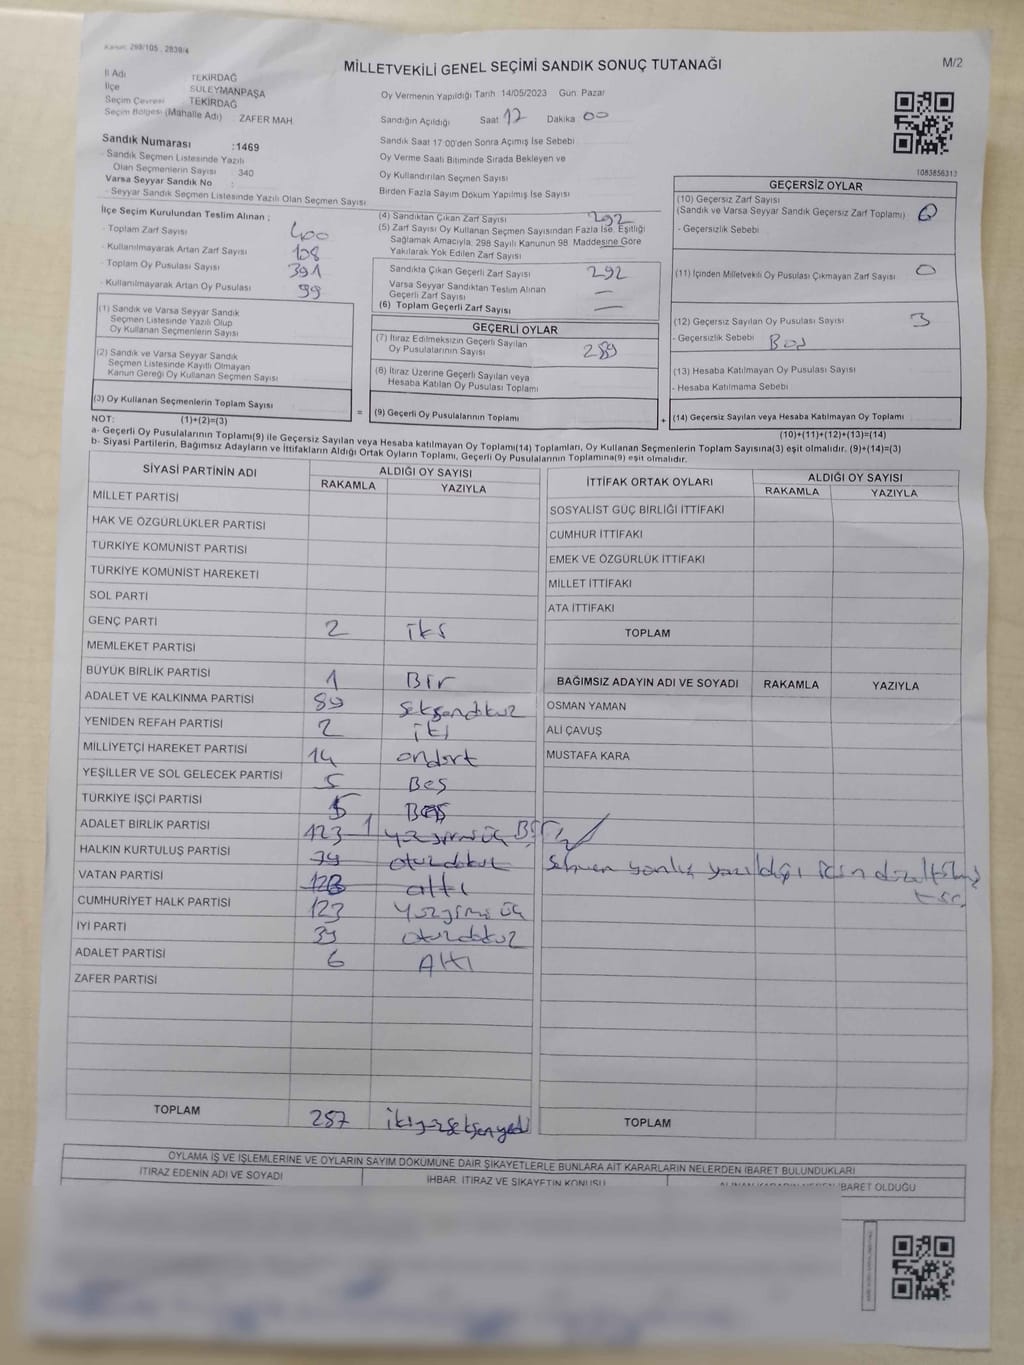 Kanun: 298/105 , 2839/4
MİLLETVEKİLİ GENEL SEÇİMİ SANDIK SONUÇ TUTANAĞI
M/2
İl Adı : TEKİRDAĞ
İlçe : SÜLEYMANPAŞA
Seçim Çevresi : TEKİRDAĞ
Seçim Bölgesi (Mahalle Adı) : ZAFER MAH.
Sandık Numarası :1469
- Sandık Seçmen Listesinde Yazılı
Olan Seçmenlerin Sayısı : 340
Varsa Seyyar Sandık No :
- Seyyar Sandık Seçmen Listesinde Yazılı Olan Seçmen Sayısı
Oy Vermenin Yapıldığı Tarih 14/05/2023 Gün: Pazar
Sandığın Açıldığı Saat 17 Dakika 00
Sandık Saat 17:00'den Sonra Açımış İse Sebebi
Oy Verme Saati Bitiminde Sırada Bekleyen ve
Oy Kullandırılan Seçmen Sayısı
Birden Fazla Sayım Döküm Yapılmış İse Sayısı
1083856313
İlçe Seçim Kurulundan Teslim Alınan ;
- Toplam Zarf Sayısı 400
- Kullanılmayarak Artan Zarf Sayısı 108
- Toplam Oy Pusulası Sayısı 391
- Kullanılmayarak Artan Oy Pusulası 99
(1) Sandık ve Varsa Seyyar Sandık
Seçmen Listesinde Yazılı Olup
Oy Kullanan Seçmenlerin Sayısı
(2) Sandık ve Varsa Seyyar Sandık
Seçmen Listesinde Kayıtlı Olmayan
Kanun Gereği Oy Kullanan Seçmen Sayısı
(3) Oy Kullanan Seçmenlerin Toplam Sayısı
(4) Sandıktan Çıkan Zarf Sayısı 292
(5) Zarf Sayısı Oy Kullanan Seçmen Sayısından Fazla İse, Eşitliği
Sağlamak Amacıyla, 298 Sayılı Kanunun 98. Maddesine Göre
Yakılarak Yok Edilen Zarf Sayısı
Sandıkta Çıkan Geçerli Zarf Sayısı 292
Varsa Seyyar Sandıktan Teslim Alınan
Geçerli Zarf Sayısı —
(6) Toplam Geçerli Zarf Sayısı —
GEÇERLİ OYLAR
(7) İtiraz Edilmeksizin Geçerli Sayılan
Oy Pusulalarının Sayısı 289
(8) İtiraz Üzerine Geçerli Sayılan veya
Hesaba Katılan Oy Pusulası Toplamı
= (9) Geçerli Oy Pusulalarının Toplamı
GEÇERSİZ OYLAR
(10) Geçersiz Zarf Sayısı
(Sandık ve Varsa Seyyar Sandık Geçersiz Zarf Toplamı) 0
- Geçersizlik Sebebi
(11) İçinden Milletvekili Oy Pusulası Çıkmayan Zarf Sayısı 0
(12) Geçersiz Sayılan Oy Pusulası Sayısı 3
- Geçersizlik Sebebi Boş
(13) Hesaba Katılmayan Oy Pusulası Sayısı
- Hesaba Katılmama Sebebi
+ (14) Geçersiz Sayılan veya Hesaba Katılmayan Oy Toplamı
NOT: (1)+(2)=(3)
(10)+(11)+(12)+(13)=(14)
a- Geçerli Oy Pusulalarının Toplamı(9) ile Geçersiz Sayılan veya Hesaba katılmayan Oy Toplamı(14) Toplamları, Oy Kullanan Seçmenlerin Toplam Sayısına(3) eşit olmalıdır. (9)+(14)=(3)
b- Siyasi Partilerin, Bağımsız Adayların ve İttifakların Aldığı Ortak Oyların Toplamı, Geçerli Oy Pusulalarının Toplamına(9) eşit olmalıdır.
SİYASİ PARTİNİN ADI ALDIĞI OY SAYISI
RAKAMLA YAZIYLA
MİLLET PARTİSİ
HAK VE ÖZGÜRLÜKLER PARTİSİ
TÜRKİYE KOMÜNİST PARTİSİ
TÜRKİYE KOMÜNİST HAREKETİ
SOL PARTİ
GENÇ PARTİ 2 iki
MEMLEKET PARTİSİ
BÜYÜK BİRLİK PARTİSİ 1 Bir
ADALET VE KALKINMA PARTİSİ 89 seksendokuz
YENİDEN REFAH PARTİSİ 2 iki
MİLLİYETÇİ HAREKET PARTİSİ 14 ondört
YEŞİLLER VE SOL GELECEK PARTİSİ 5 Beş
TÜRKİYE İŞÇİ PARTİSİ 5 Beş
ADALET BİRLİK PARTİSİ 123 1 yüzyirmiüç Bir
HALKIN KURTULUŞ PARTİSİ 39 otuzdokuz
VATAN PARTİSİ altı
CUMHURİYET HALK PARTİSİ 123 yüzyirmiüç
İYİ PARTİ 39 otuzdokuz
ADALET PARTİSİ 6 Altı
ZAFER PARTİSİ
TOPLAM 287 ikiyüzseksenyedi
İTTİFAK ORTAK OYLARI ALDIĞI OY SAYISI
RAKAMLA YAZIYLA
SOSYALİST GÜÇ BİRLİĞİ İTTİFAKI
CUMHUR İTTİFAKI
EMEK VE ÖZGÜRLÜK İTTİFAKI
MİLLET İTTİFAKI
ATA İTTİFAKI
TOPLAM
BAĞIMSIZ ADAYIN ADI VE SOYADI RAKAMLA YAZIYLA
OSMAN YAMAN
ALİ ÇAVUŞ
MUSTAFA KARA
Sehven yanlış yazıldığı için düzeltilmiş
tir.
TOPLAM
OYLAMA İŞ VE İŞLEMLERİNE VE OYLARIN SAYIM DÖKÜMÜNE DAİR ŞİKAYETLERLE BUNLARA AİT KARARLARIN NELERDEN İBARET BULUNDUKLARI
İTİRAZ EDENİN ADI VE SOYADI
İHBAR, İTİRAZ VE ŞİKAYETİN KONUSU
İBARET OLDUĞU